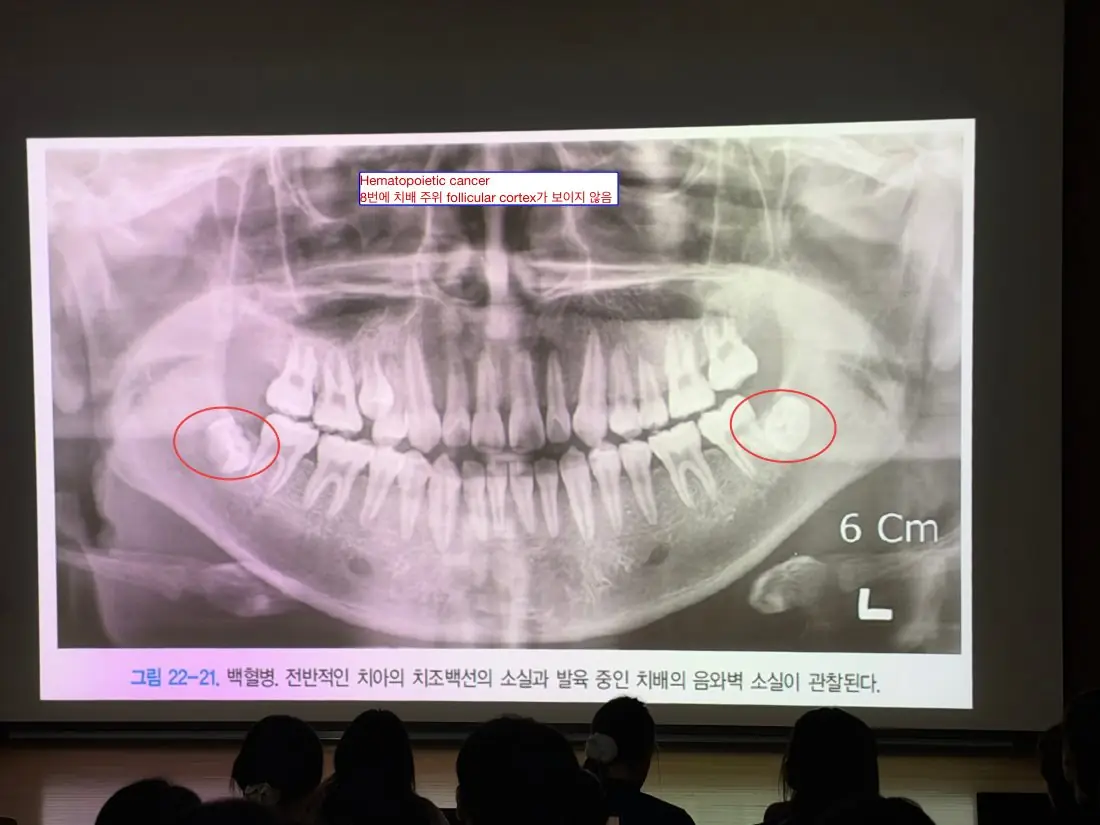 Hematopoietic cancer
8번에 치배 주위 follicular cortex가 보이지 않음
6 Cm
L
그림 22-21. 백혈병. 전반적인 치아의 치조백선의 소실과 발육 중인 치배의 음와벽 소실이 관찰된다.